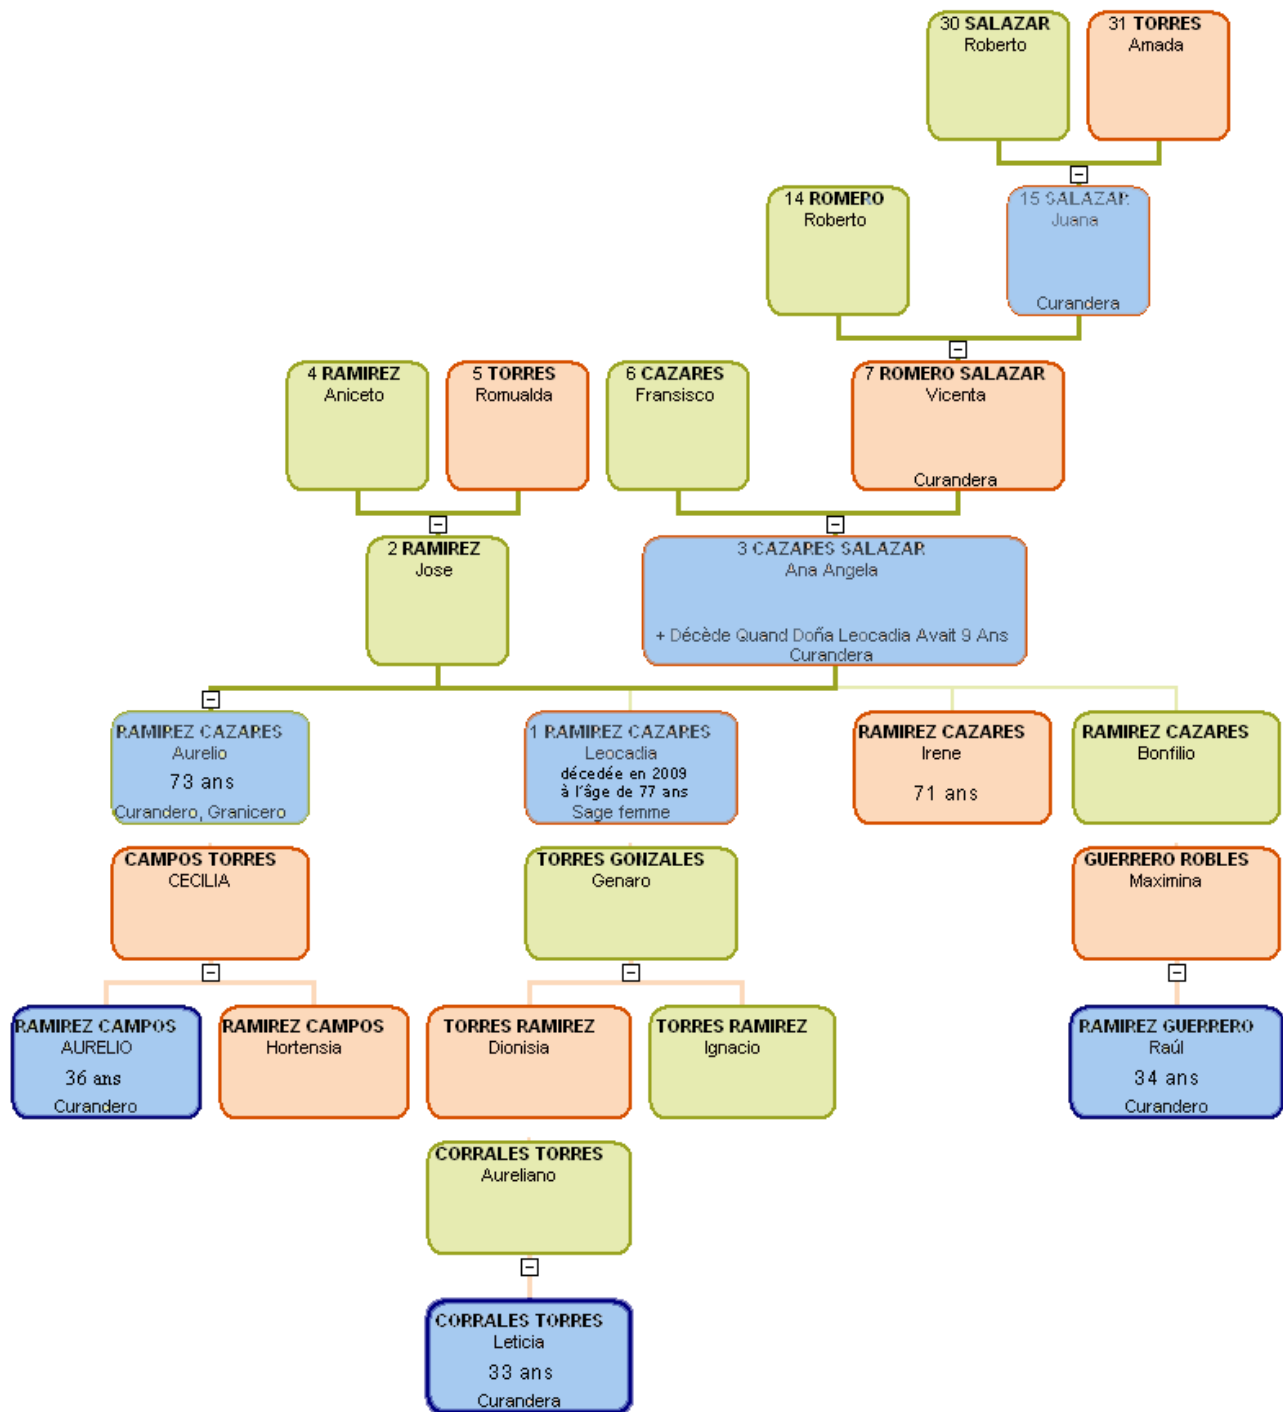 30 SALAZAR
Roberto
31 TORRES
Amada
14 ROMERO
Roberto
15 SALAZAR
Juana
Curandera
4 RAMIREZ
Aniceto
5 TORRES
Romualda
6 CAZARES
Fransisco
7 ROMERO SALAZAR
Vicenta
Curandera
2 RAMIREZ
Jose
3 CAZARES SALAZAR
Ana Angela
+ Décède Quand Doña Leocadia Avait 9 Ans
Curandera
RAMIREZ CAZARES
Aurelio
73 ans
Curandero, Granicero
1 RAMIREZ CAZARES
Leocadia
décedée en 2009
à l'âge de 77 ans
Sage femme
RAMIREZ CAZARES
Irene
71 ans
RAMIREZ CAZARES
Bonfilio
CAMPOS TORRES
CECILIA
TORRES GONZALES
Genaro
GUERRERO ROBLES
Maximina
RAMIREZ CAMPOS
AURELIO
36 ans
Curandero
RAMIREZ CAMPOS
Hortensia
TORRES RAMIREZ
Dionisia
TORRES RAMIREZ
Ignacio
RAMIREZ GUERRERO
Raúl
34 ans
Curandero
CORRALES TORRES
Aureliano
CORRALES TORRES
Leticia
33 ans
Curandera